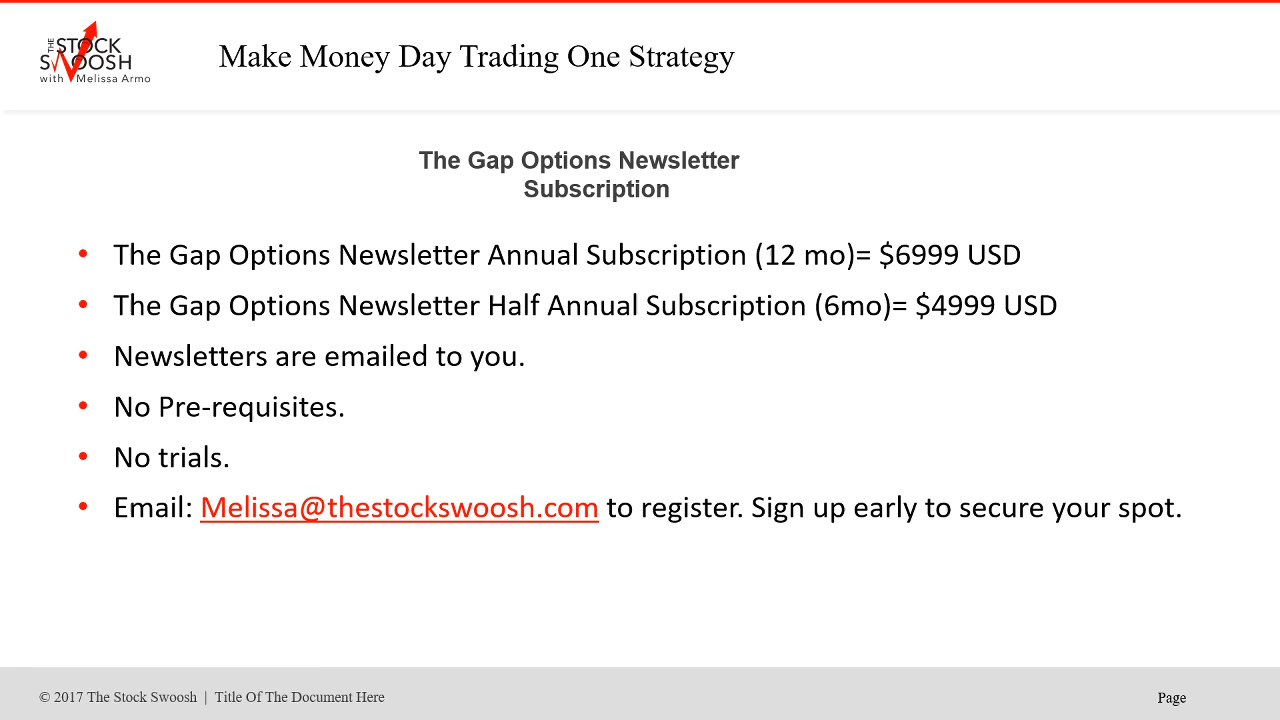 THE STOCK
SWOOSH
with Melissa Armo
Make Money Day Trading One Strategy
The Gap Options Newsletter
Subscription
• The Gap Options Newsletter Annual Subscription (12 mo)= $6999 USD
• The Gap Options Newsletter Half Annual Subscription (6mo)= $4999 USD
• Newsletters are emailed to you.
• No Pre-requisites.
• No trials.
• Email: Melissa@thestockswoosh.com to register. Sign up early to secure your spot.
© 2017 The Stock Swoosh | Title Of The Document Here
Page